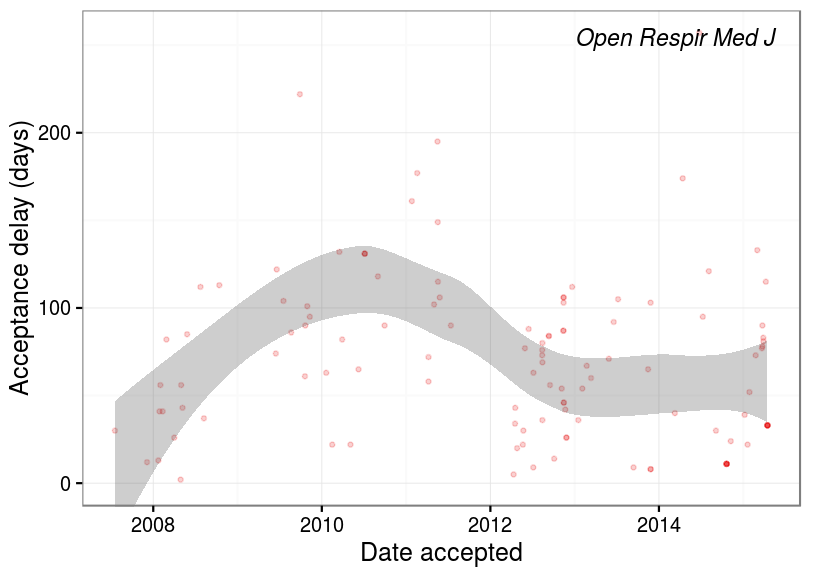 Open Respir Med J
Acceptance delay (days)
200
100
0
2008 2010 2012 2014
Date accepted